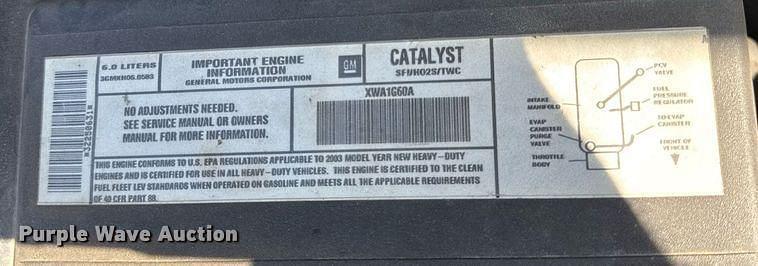 6.0 LITERS
3GMXH06.0583
IMPORTANT ENGINE
INFORMATION
GENERAL MOTORS CORPORATION
GM
CATALYST
SFI/HO2S/TWC
NO ADJUSTMENTS NEEDED.
SEE SERVICE MANUAL OR OWNERS
MANUAL FOR MORE INFORMATION.
XWA1G60A
THIS ENGINE CONFORMS TO U.S. EPA REGULATIONS APPLICABLE TO 2003 MODEL YEAR NEW HEAVY-DUTY
ENGINES AND IS CERTIFIED FOR USE IN ALL HEAVY-DUTY VEHICLES. THIS ENGINE IS CERTIFIED TO THE CLEAN
FUEL FLEET LEV STANDARDS WHEN OPERATED ON GASOLINE AND MEETS ALL THE APPLICABLE REQUIREMENTS
OF 40 CFR PART 88.
PCV
VALVE
FUEL
PRESSURE
REGULATOR
INTAKE
MANIFOLD
EVAP
CANISTER
PURGE
VALVE
TO EVAP
CANISTER
THROTTLE
BODY
FRONT OF
VEHICLE
Purple Wave Auction